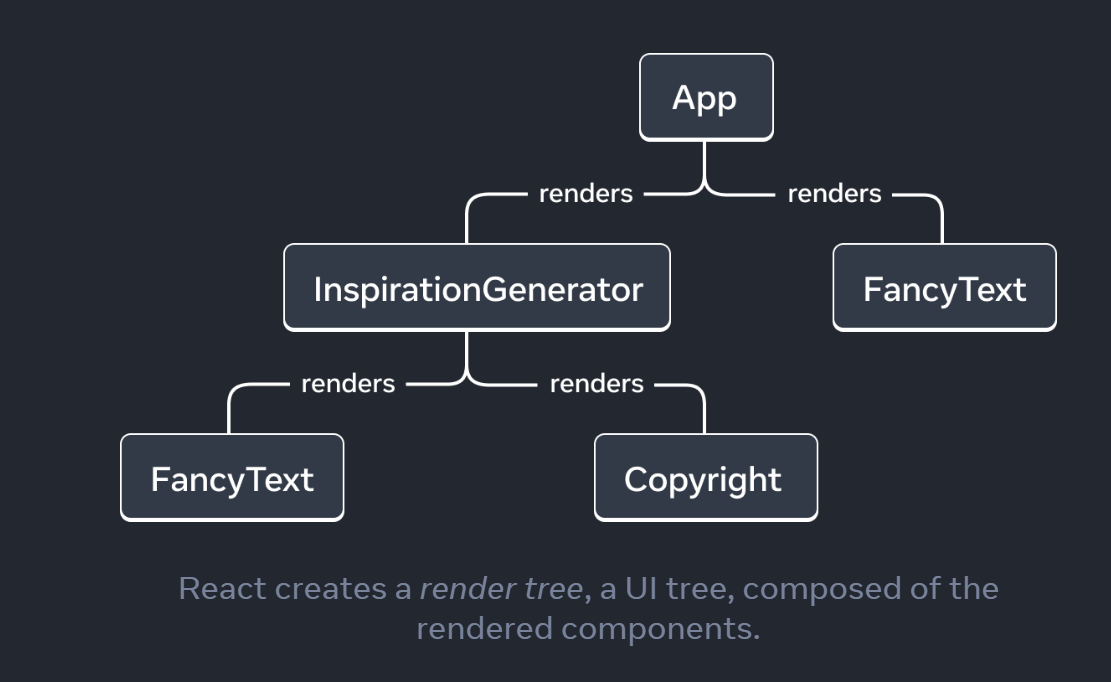 App
renders renders
InspirationGenerator FancyText
renders renders
FancyText Copyright
React creates a render tree, a UI tree, composed of the
rendered components.